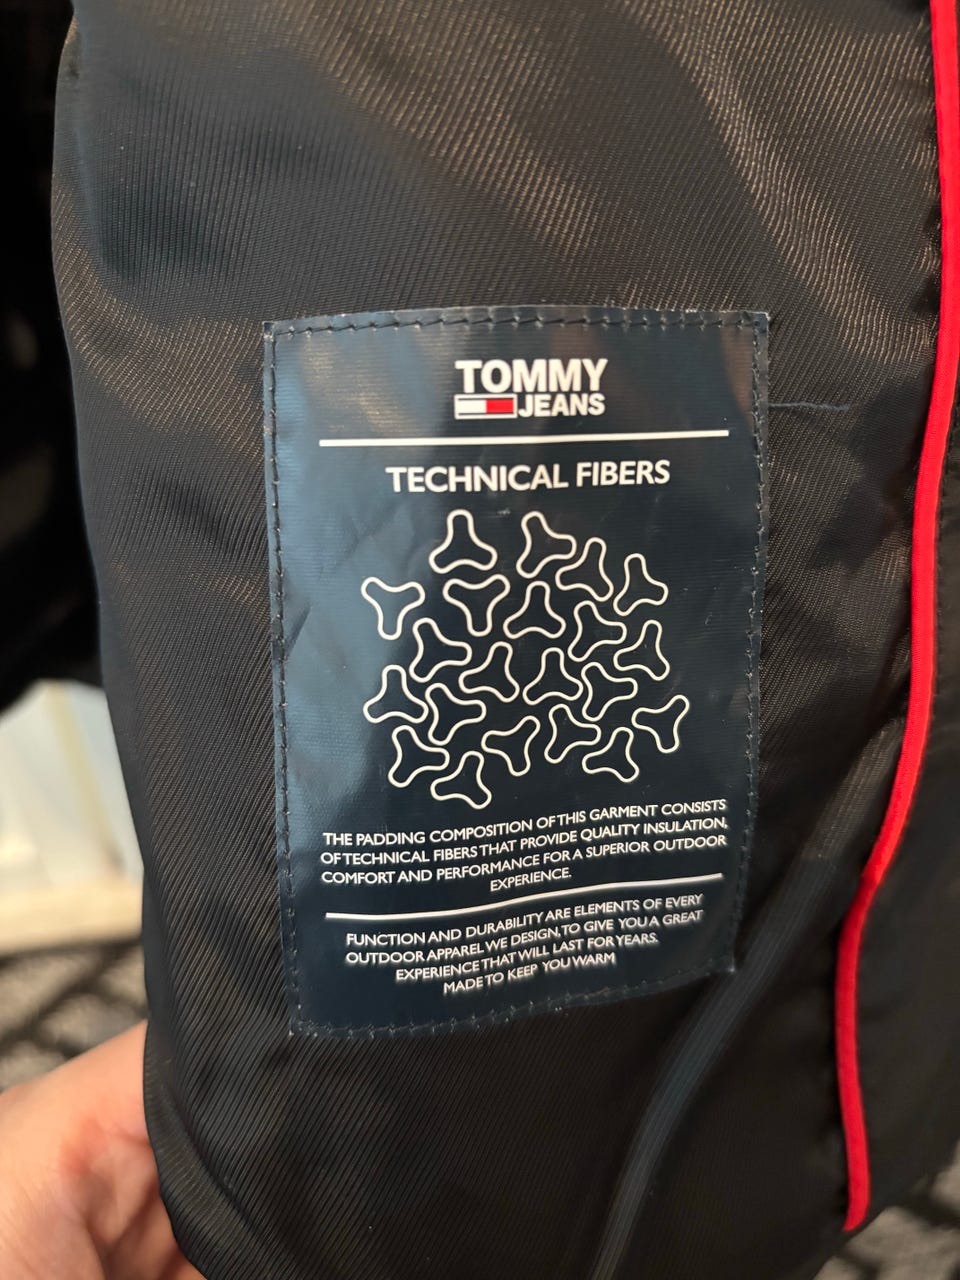 TOMMY
JEANS
TECHNICAL FIBERS
THE PADDING COMPOSITION OF THIS GARMENT CONSISTS
OF TECHNICAL FIBERS THAT PROVIDE QUALITY INSULATION,
COMFORT AND PERFORMANCE FOR A SUPERIOR OUTDOOR
EXPERIENCE.
FUNCTION AND DURABILITY ARE ELEMENTS OF EVERY
OUTDOOR APPAREL WE DESIGN, TO GIVE YOU A GREAT
EXPERIENCE THAT WILL LAST FOR YEARS.
MADE TO KEEP YOU WARM